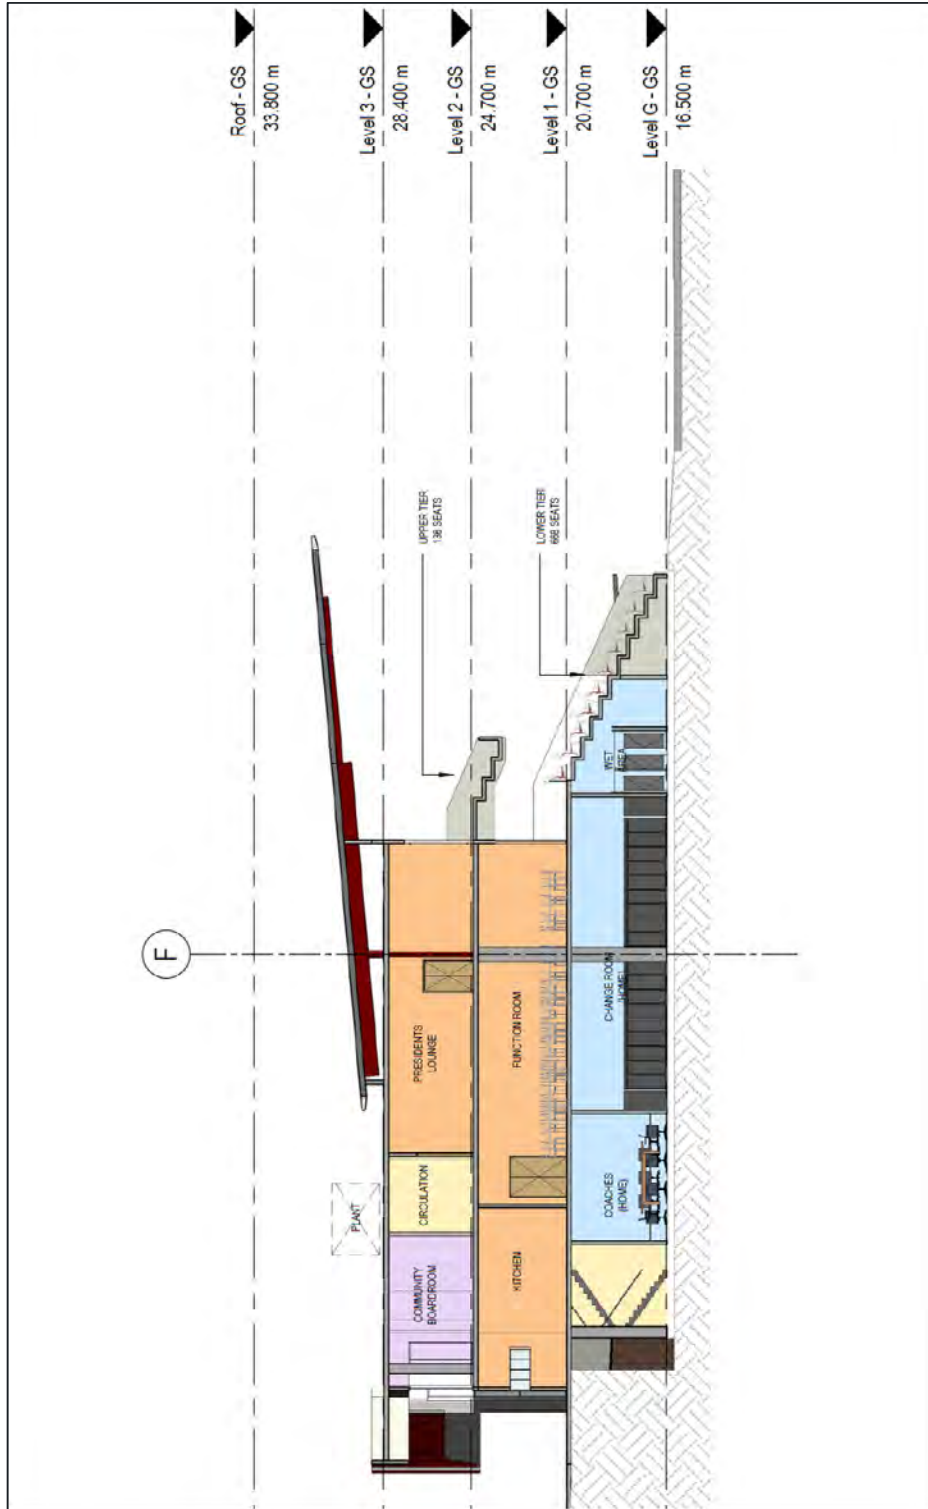 Roof - GS
33.800 m
Level 3 - GS
28.400 m
Level 2 - GS
24.700 m
Level 1 - GS
20.700 m
Level G - GS
16.500 m
UPPER TIER
136 SEATS
LOWER TIER
SEATS
F
PLANT
COMMUNITY
BOARDROOM
CIRCULATION
PRESIDENTS
LOUNGE
KITCHEN
FUNCTION ROOM
COACHES
(HOME)
CHANGE ROOM
(HOME)
WET
AREA